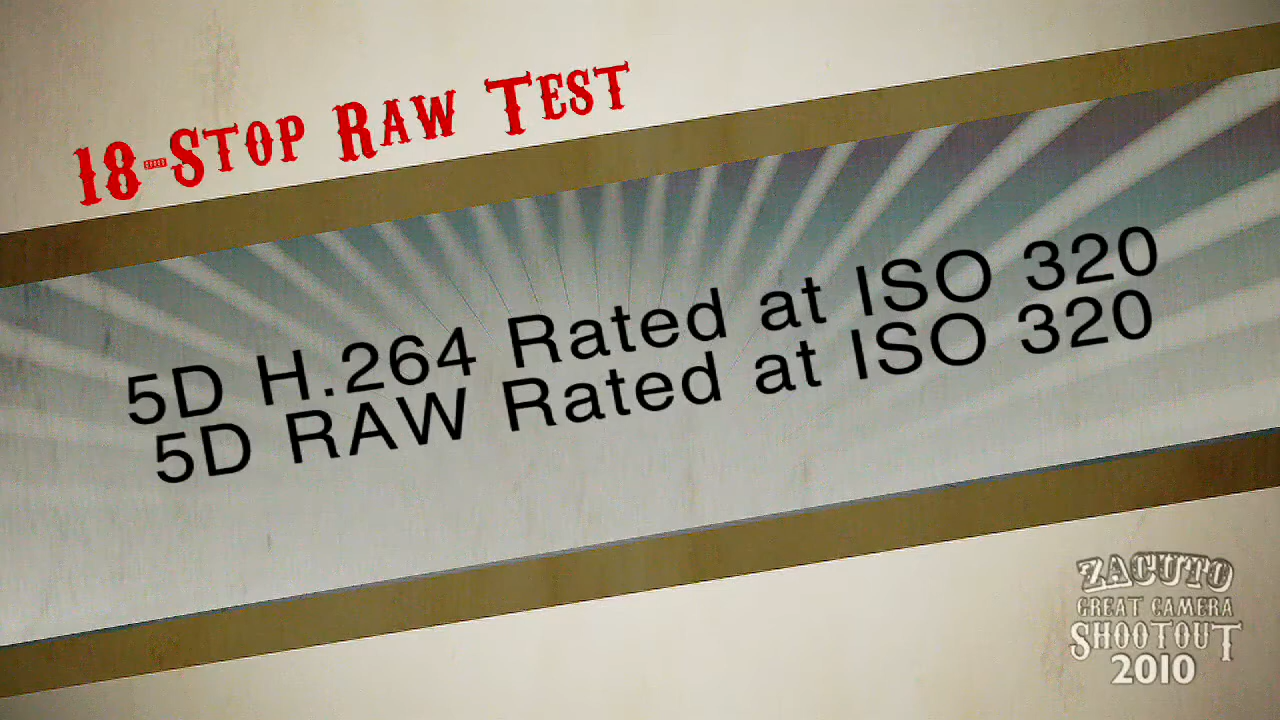 18-Stop Raw Test
5D H.264 Rated at ISO 320
5D RAW Rated at ISO 320
ZACUTO
GREAT CAMERA
SHOOTOUT
2010